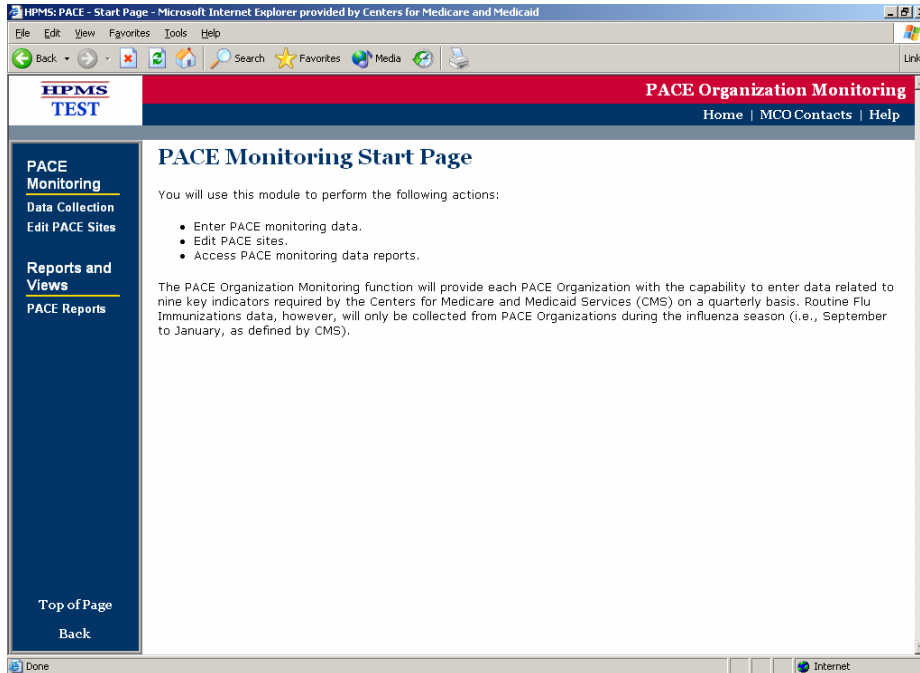 HPMS: PACE - Start Page - Microsoft Internet Explorer provided by Centers for Medicare and Medicaid
File Edit View Favorites Tools Help
Back Search Favorites Media
Link
HPMS
TEST
PACE Organization Monitoring
Home | MCO Contacts | Help
PACE
Monitoring
Data Collection
Edit PACE Sites
Reports and
Views
PACE Reports
Top of Page
Back
PACE Monitoring Start Page
You will use this module to perform the following actions:
• Enter PACE monitoring data.
• Edit PACE sites.
• Access PACE monitoring data reports.
The PACE Organization Monitoring function will provide each PACE Organization with the capability to enter data related to
nine key indicators required by the Centers for Medicare and Medicaid Services (CMS) on a quarterly basis. Routine Flu
Immunizations data, however, will only be collected from PACE Organizations during the influenza season (i.e., September
to January, as defined by CMS).
Done
Internet